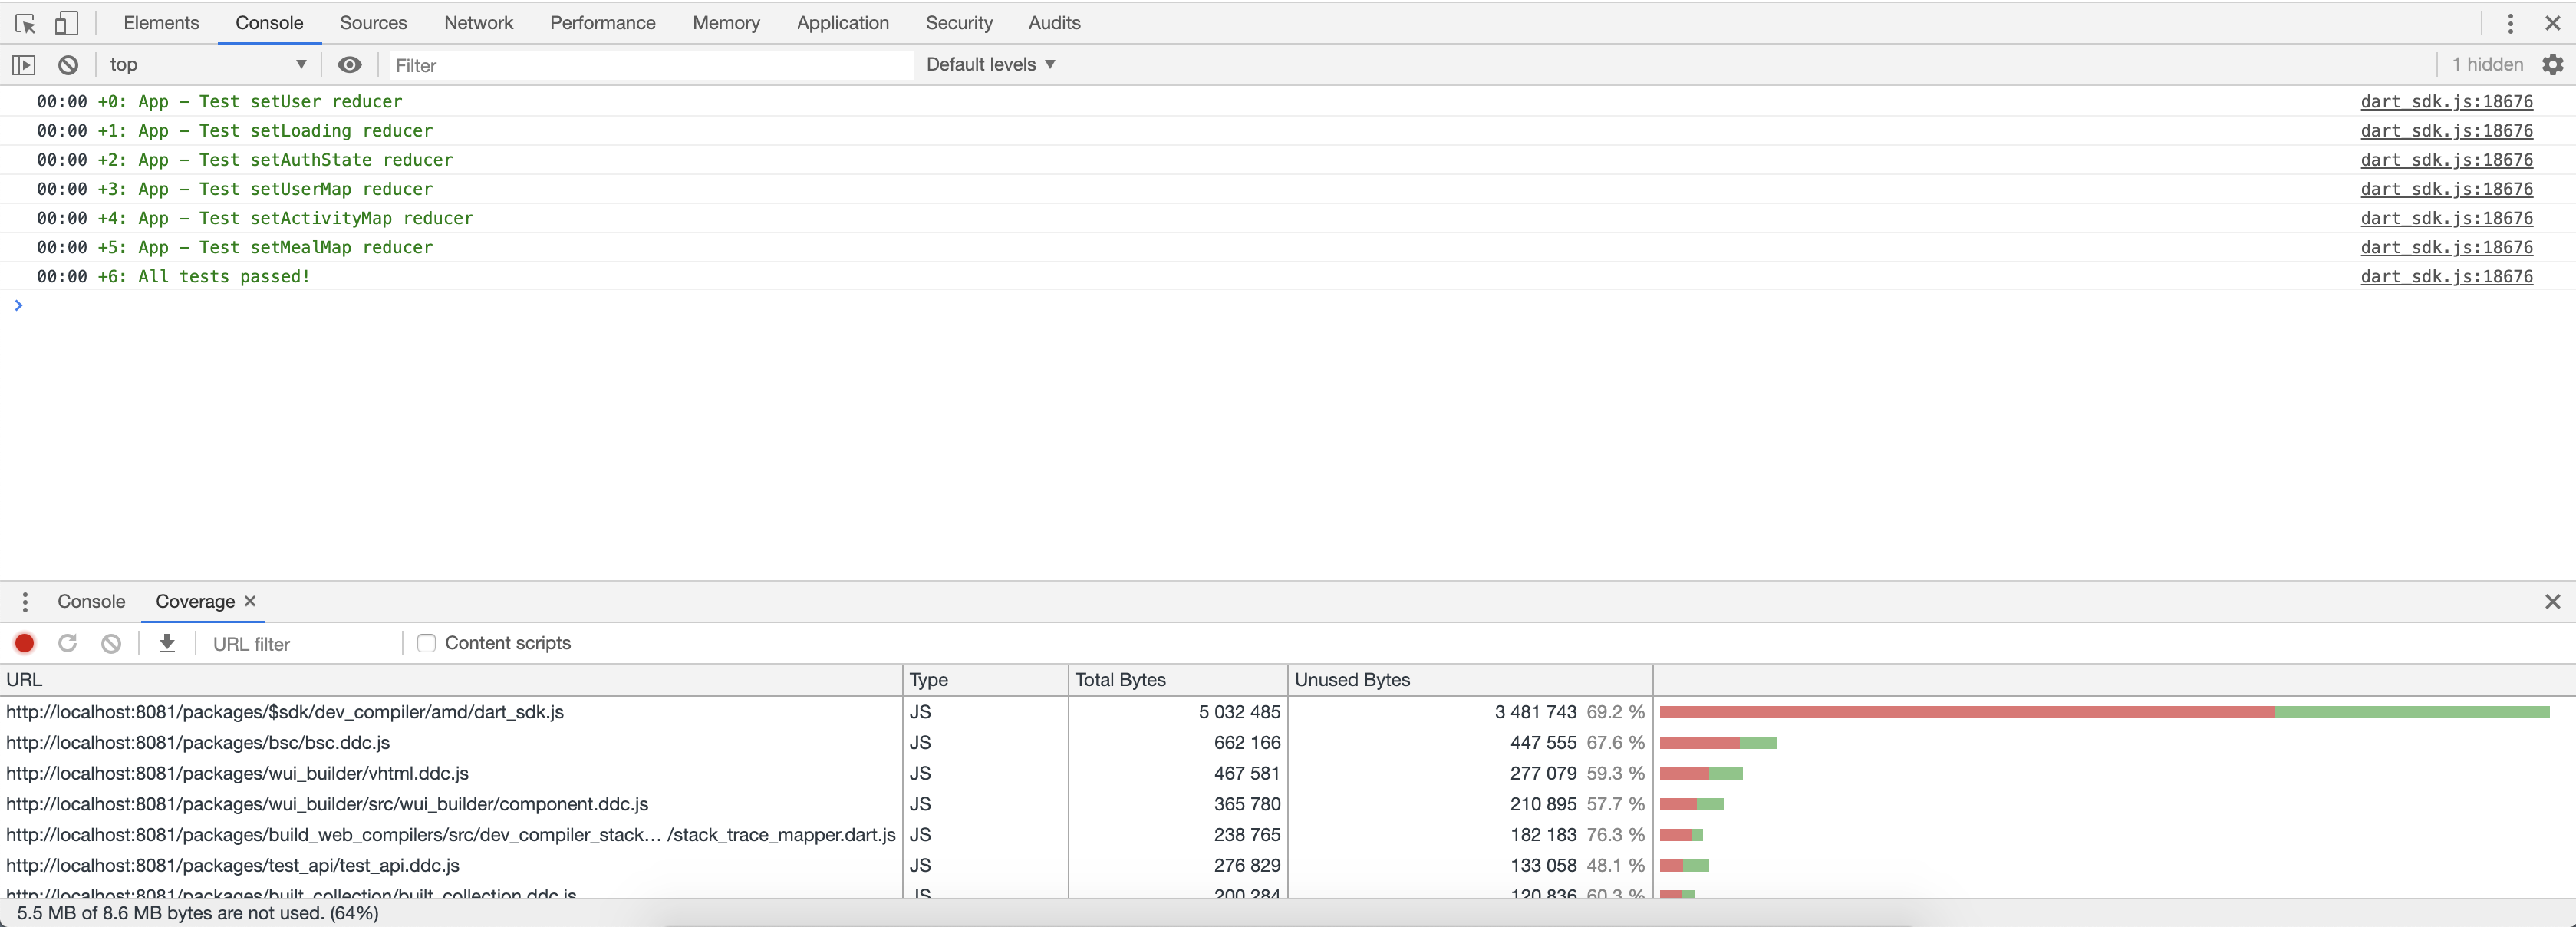 Elements Console Sources Network Performance Memory Application Security Audits
top ▼ Filter Default levels ▼ 1 hidden
00:00 +0: App – Test setUser reducer dart_sdk.js:18676
00:00 +1: App – Test setLoading reducer dart_sdk.js:18676
00:00 +2: App – Test setAuthState reducer dart_sdk.js:18676
00:00 +3: App – Test setUserMap reducer dart_sdk.js:18676
00:00 +4: App – Test setActivityMap reducer dart_sdk.js:18676
00:00 +5: App – Test setMealMap reducer dart_sdk.js:18676
00:00 +6: All tests passed! dart_sdk.js:18676
Console Coverage
URL filter Content scripts
URL Type Total Bytes Unused Bytes
http://localhost:8081/packages/$sdk/dev_compiler/amd/dart_sdk.js JS 5 032 485 3 481 743 69.2 %
http://localhost:8081/packages/bsc/bsc.ddc.js JS 662 166 447 555 67.6 %
http://localhost:8081/packages/wui_builder/vhtml.ddc.js JS 467 581 277 079 59.3 %
http://localhost:8081/packages/wui_builder/src/wui_builder/component.ddc.js JS 365 780 210 895 57.7 %
http://localhost:8081/packages/build_web_compilers/src/dev_compiler_stack… /stack_trace_mapper.dart.js JS 238 765 182 183 76.3 %
http://localhost:8081/packages/test_api/test_api.ddc.js JS 276 829 133 058 48.1 %
http://localhost:8081/packages/built_collection/built_collection.ddc.js JS 200 284 120 836 60.3 %
5.5 MB of 8.6 MB bytes are not used. (64%)